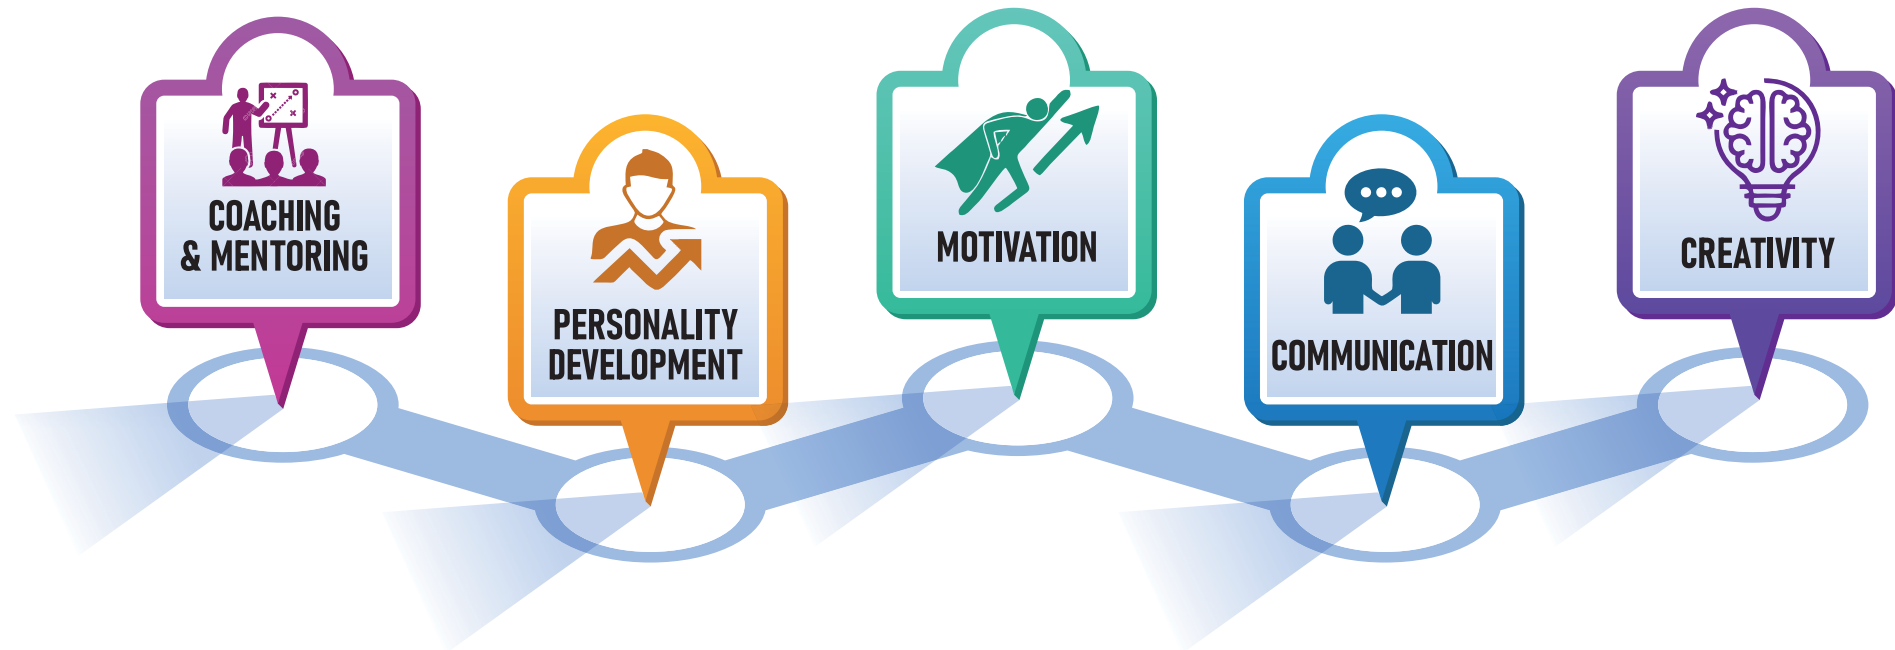 COACHING
& MENTORING
PERSONALITY
DEVELOPMENT
MOTIVATION
COMMUNICATION
CREATIVITY